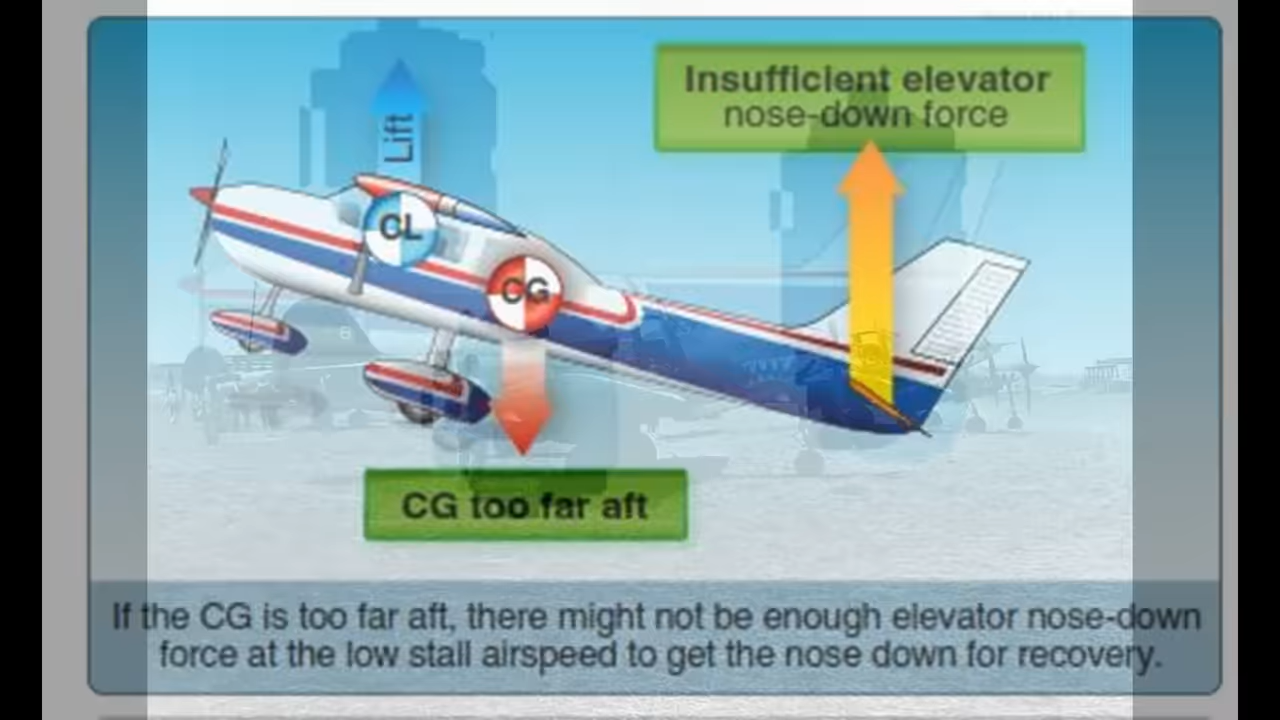 Insufficient elevator
nose-down force
Lift
CL
CG
CG too far aft
If the CG is too far aft, there might not be enough elevator nose-down
force at the low stall airspeed to get the nose down for recovery.